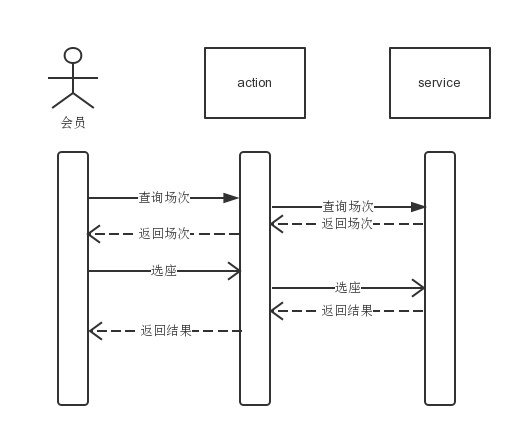 action
service
会员
查询场次
查询场次
返回场次
返回场次
选座
选座
返回结果
返回结果